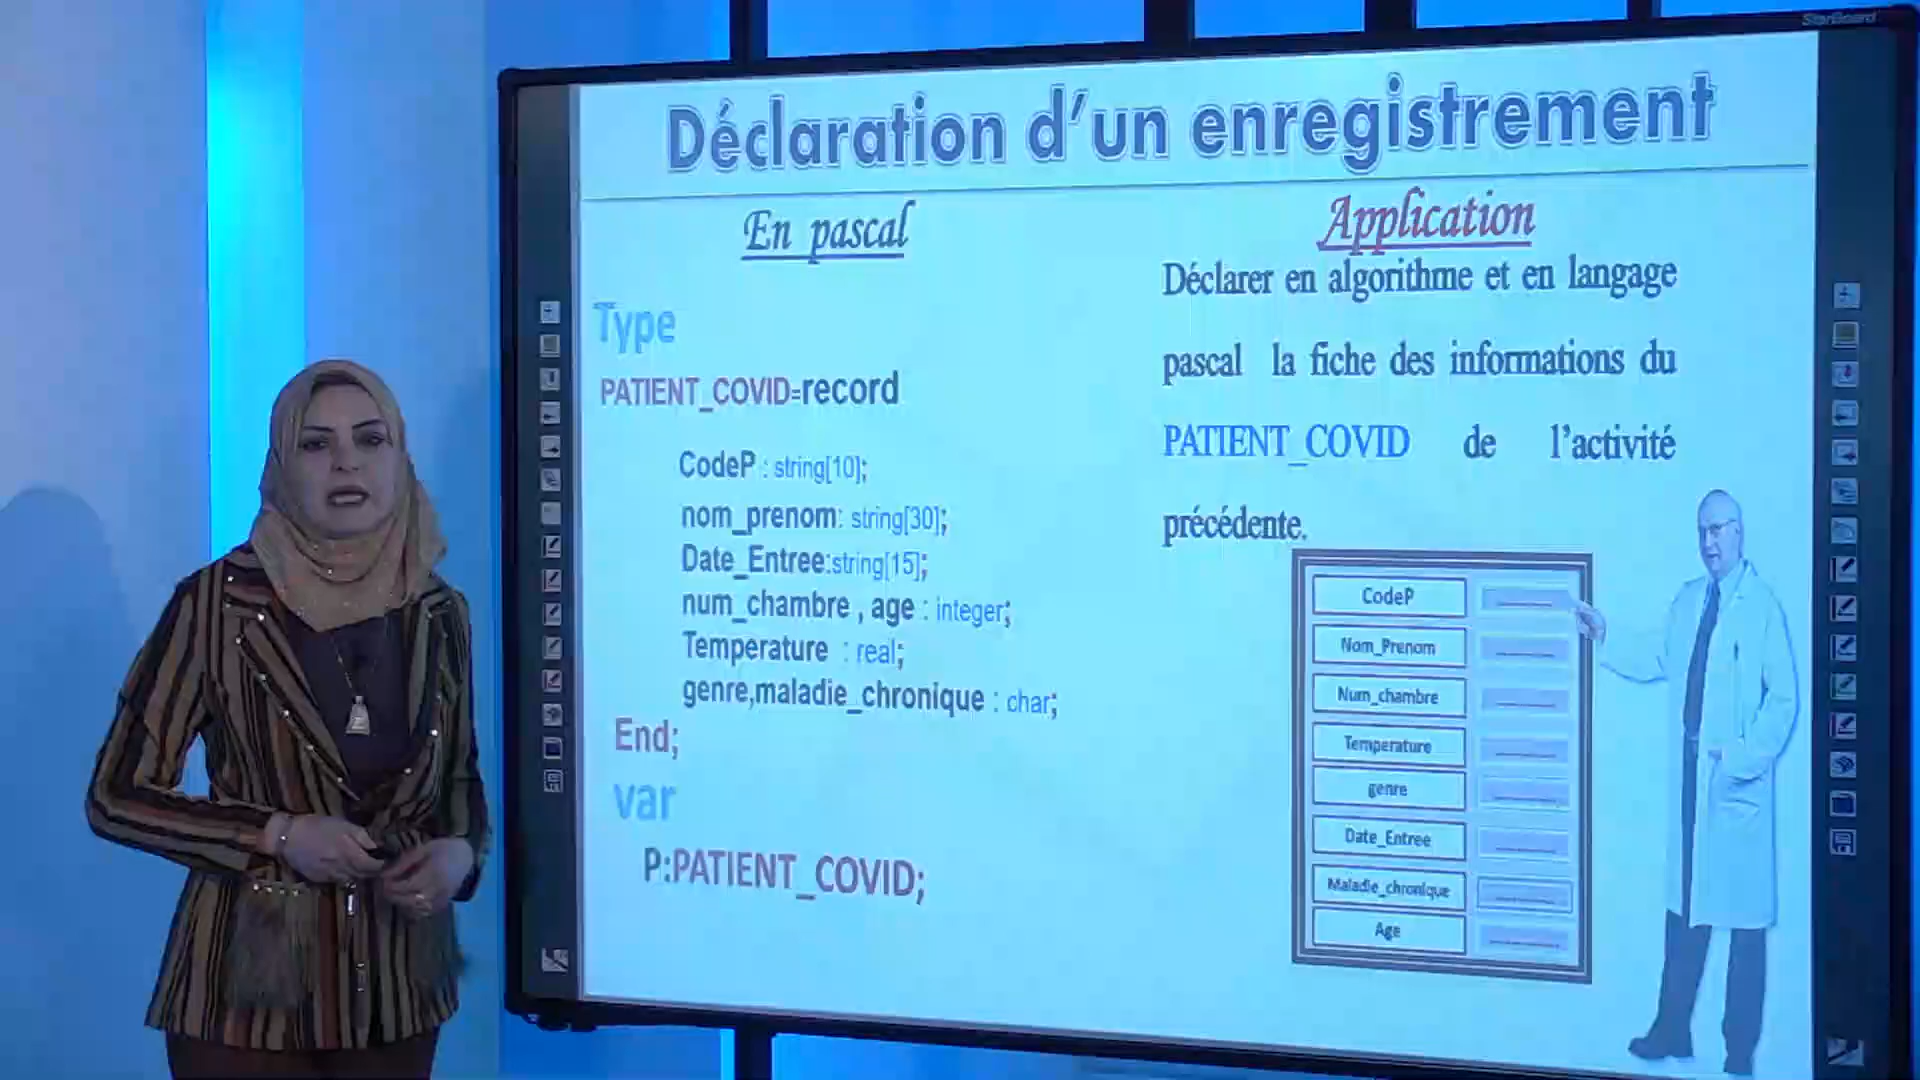 StarBoard
Déclaration d'un enregistrement
En pascal
Type
PATIENT_COVID=record
CodeP : string[10];
nom_prenom: string[30];
Date_Entree:string[15];
num_chambre , age : integer;
Temperature : real;
genre,maladie_chronique : char;
End;
var
P:PATIENT_COVID;
Application
Déclarer en algorithme et en langage
pascal la fiche des informations du
PATIENT_COVID de l'activité
précédente.
CodeP
Nom_Prenom
Num_chambre
Temperature
genre
Date_Entree
Maladie_chronique
Age